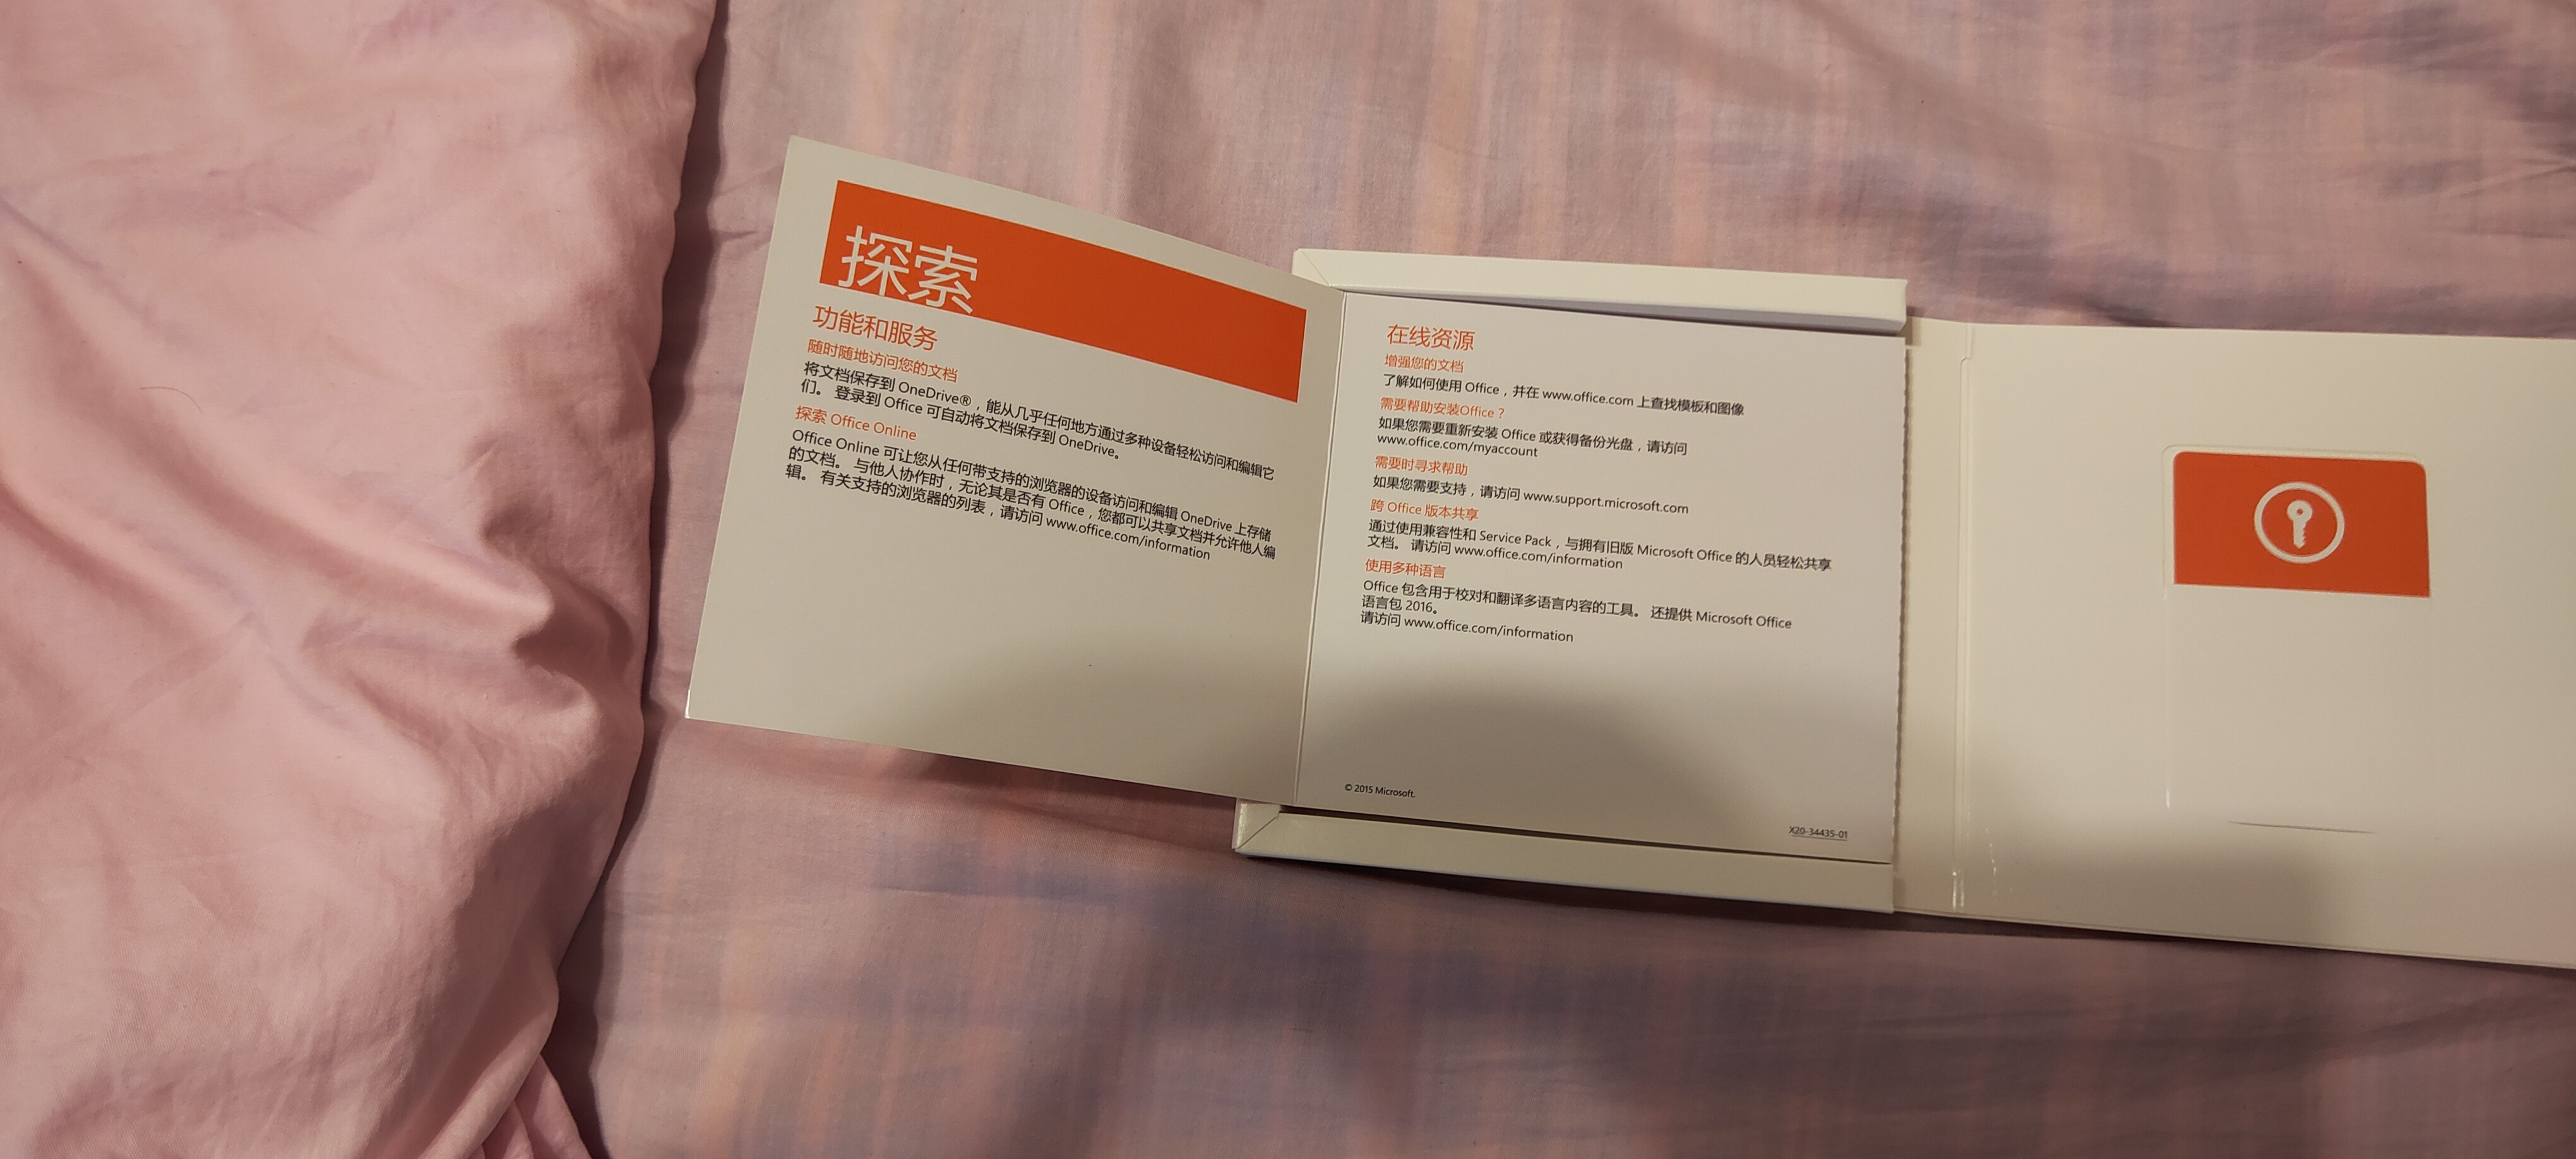 探索
功能和服务
随时随地访问您的文档
将文档保存到 OneDrive®，能从几乎任何地方通过多种设备轻松访问和编辑它
们。 登录到 Office 可自动将文档保存到 OneDrive。
探索 Office Online
Office Online 可让您从任何带支持的浏览器的设备访问和编辑 OneDrive 上存储
的文档。 与他人协作时，无论其是否有 Office，您都可以共享文档并允许他人编
辑。 有关支持的浏览器的列表，请访问 www.office.com/information
在线资源
增强您的文档
了解如何使用 Office，并在 www.office.com 上查找模板和图像
需要帮助安装Office？
如果您需要重新安装 Office 或获得备份光盘，请访问
www.office.com/myaccount
需要时寻求帮助
如果您需要支持，请访问 www.support.microsoft.com
跨 Office 版本共享
通过使用兼容性和 Service Pack，与拥有旧版 Microsoft Office 的人员轻松共享
文档。 请访问 www.office.com/information
使用多种语言
Office 包含用于校对和翻译多语言内容的工具。 还提供 Microsoft Office
语言包 2016。
请访问 www.office.com/information
© 2015 Microsoft.
X20-34435-01